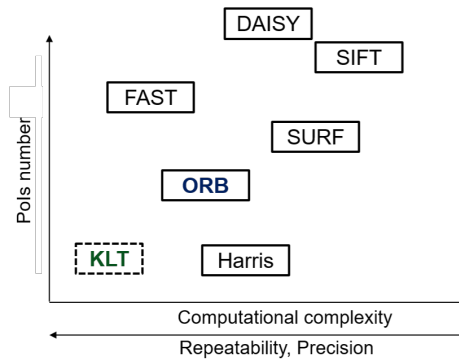 DAISY
SIFT
FAST
SURF
PoIs number
ORB
KLT
Harris
Computational complexity
Repeatability, Precision